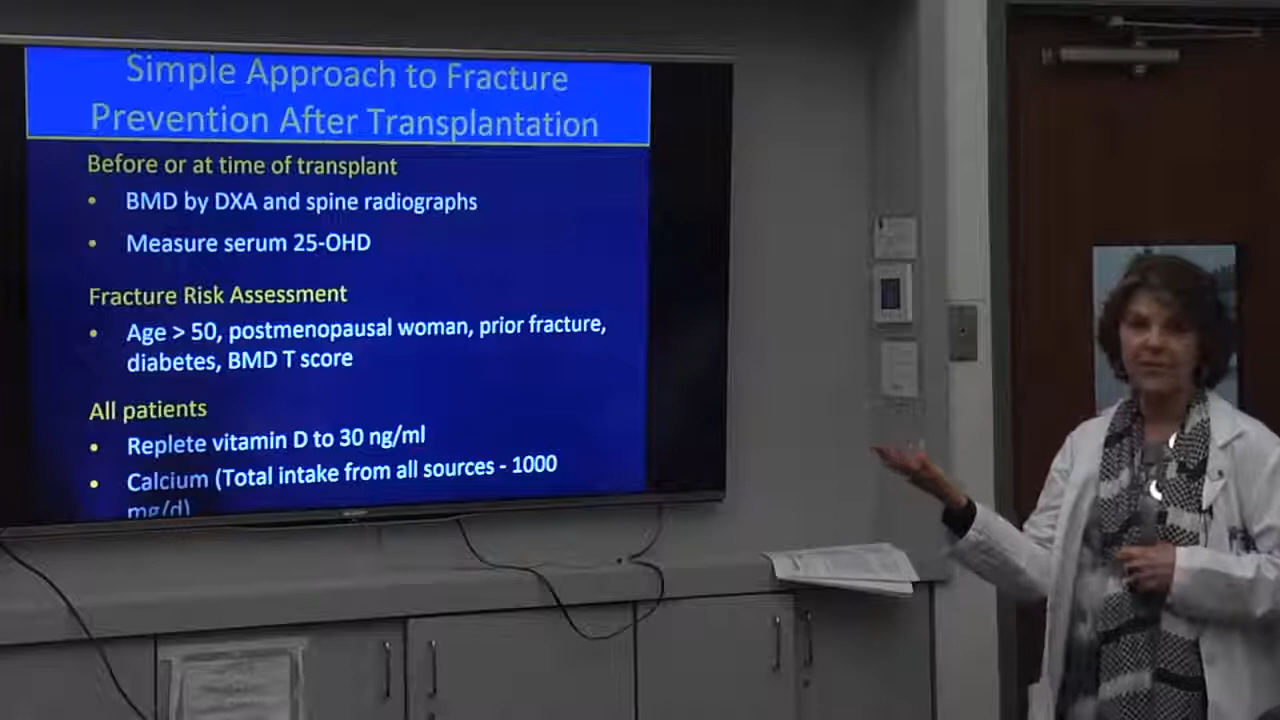 Simple Approach to Fracture
Prevention After Transplantation
Before or at time of transplant
• BMD by DXA and spine radiographs
• Measure serum 25-OHD
Fracture Risk Assessment
• Age > 50, postmenopausal woman, prior fracture,
diabetes, BMD T score
All patients
• Replete vitamin D to 30 ng/ml
• Calcium (Total intake from all sources - 1000
mg/d)